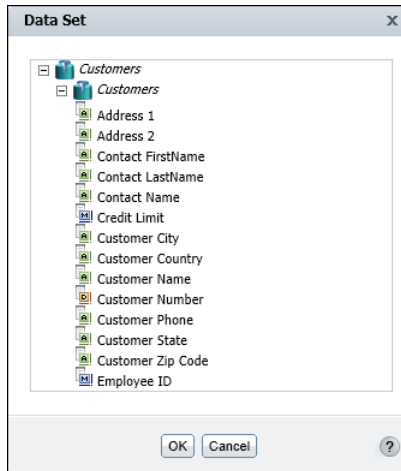 Data Set
x
Customers
Customers
A Address 1
A Address 2
A Contact FirstName
A Contact LastName
A Contact Name
M Credit Limit
A Customer City
A Customer Country
A Customer Name
D Customer Number
A Customer Phone
A Customer State
A Customer Zip Code
M Employee ID
OK Cancel ?